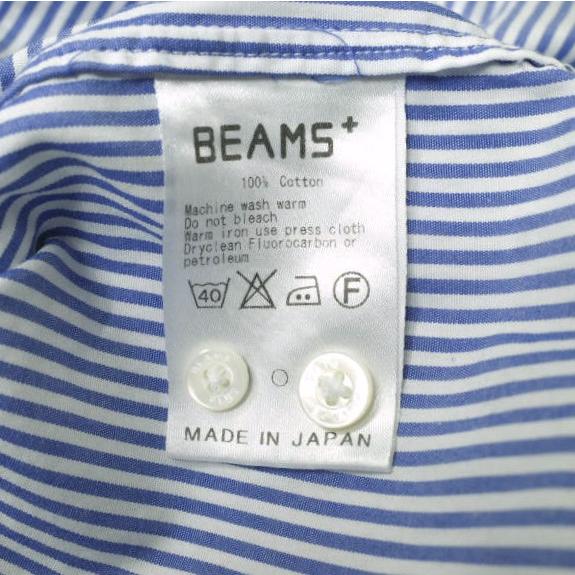 BEAMS+
100% Cotton
Machine wash warm
Do not bleach
Warm iron use press cloth
Dryclean Fluorocarbon or
petroleum
40
F
MADE IN JAPAN